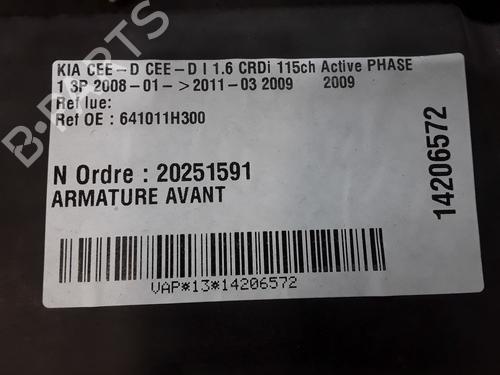 B-PARTS
KIA CEE-D CEE-D I 1.6 CRDi 115ch Active PHASE
1 3P 2008-01->2011-03 2009 2009
Ref lue:
Ref OE : 641011H300
N Ordre : 20251591
ARMATURE AVANT
VAP*13*14206572
14206572